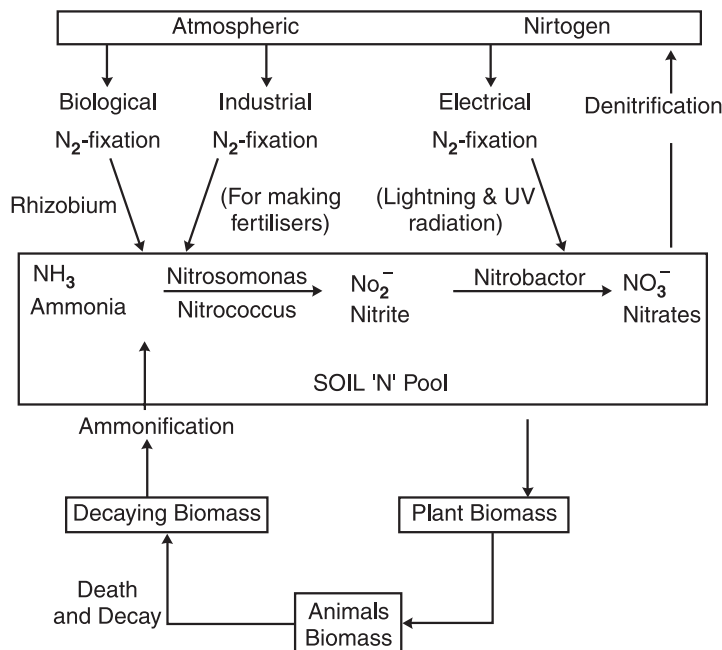 Atmospheric Nirtogen
Biological
N₂-fixation
Industrial
N₂-fixation
Electrical
N₂-fixation
Denitrification
Rhizobium
(For making
fertilisers)
(Lightning & UV
radiation)
NH₃
Ammonia
Nitrosomonas
Nitrococcus
No₂⁻
Nitrite
Nitrobactor
NO₃⁻
Nitrates
SOIL 'N' Pool
Ammonification
Decaying Biomass
Plant Biomass
Death
and Decay
Animals
Biomass